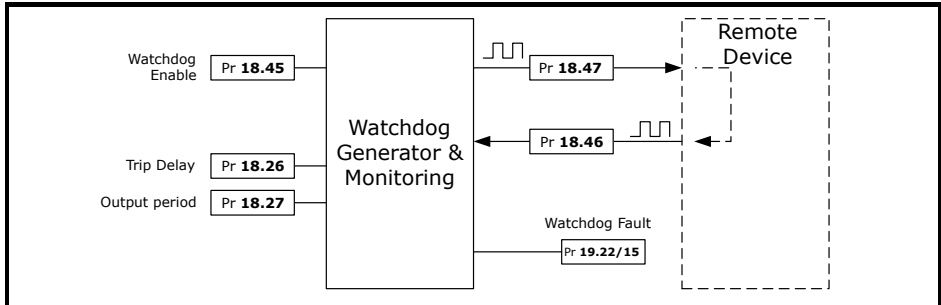 Watchdog
Enable
Pr 18.45
Pr 18.47
Remote
Device
Watchdog
Generator &
Monitoring
Pr 18.46
Trip Delay
Pr 18.26
Output period
Pr 18.27
Watchdog Fault
Pr 19.22/15